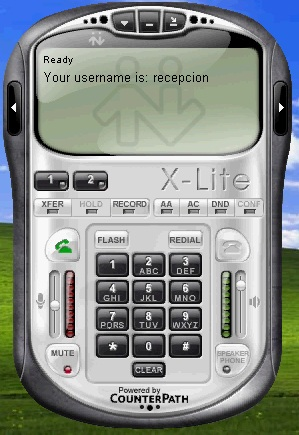 Ready
Your username is: recepcion
1 2
X-Lite
XFER HOLD RECORD AA AC DND CONF
FLASH REDIAL
1 2 ABC 3 DEF
4 GHI 5 JKL 6 MNO
7 PQRS 8 TUV 9 WXYZ
* 0 #
MUTE CLEAR SPEAKER PHONE
Powered by
COUNTERPATH